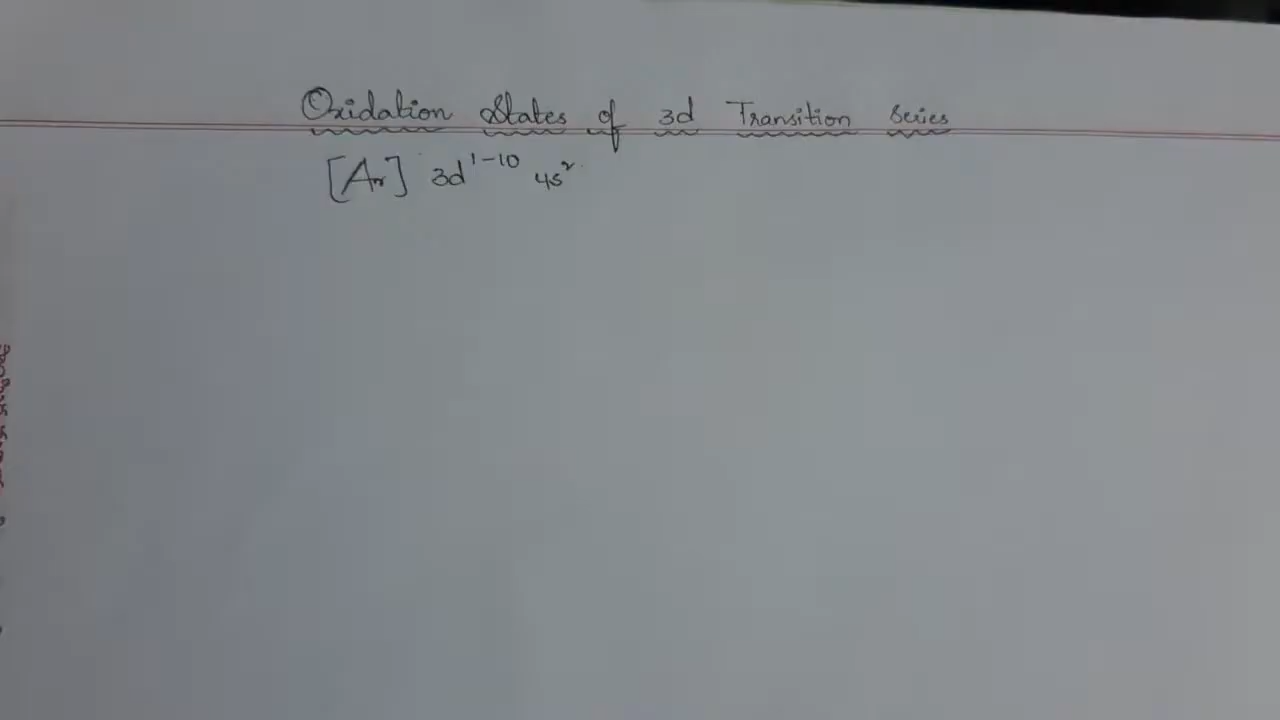 Oxidation States of 3d Transition Series
[Ar] 3d¹⁻¹⁰ 4s²